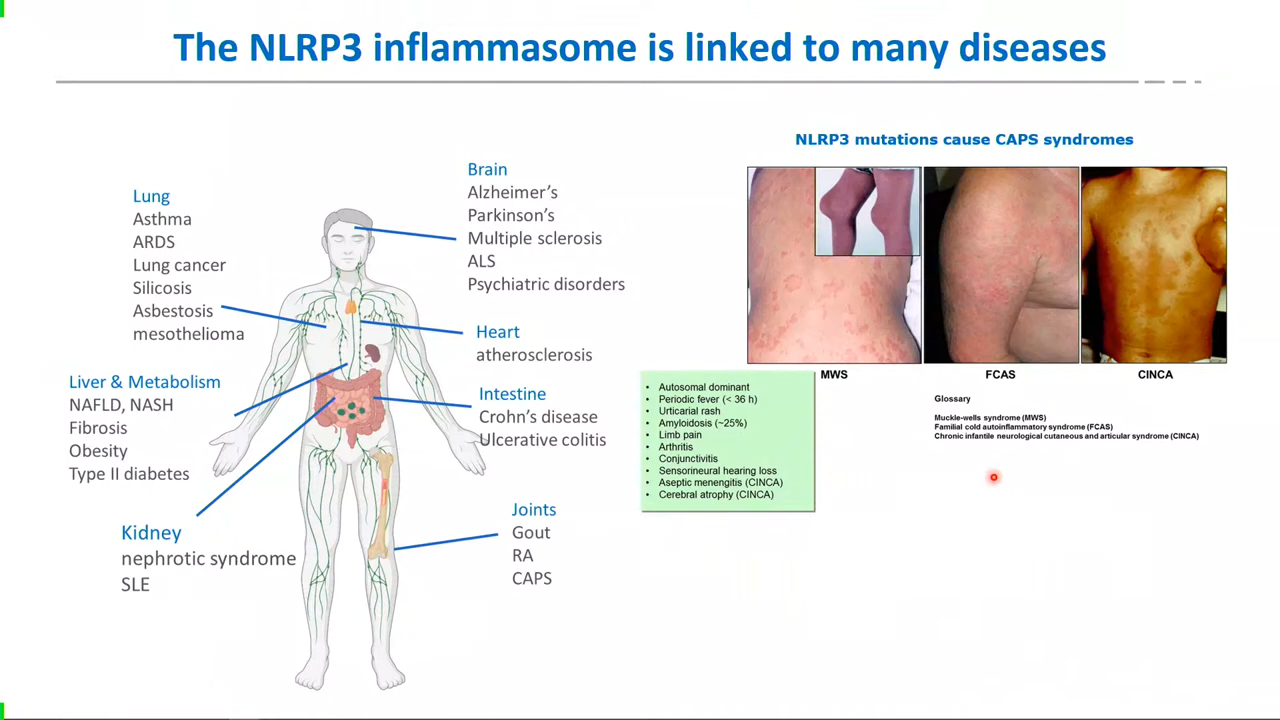 The NLRP3 inflammasome is linked to many diseases
Lung
Asthma
ARDS
Lung cancer
Silicosis
Asbestosis
mesothelioma
Brain
Alzheimer's
Parkinson's
Multiple sclerosis
ALS
Psychiatric disorders
Heart
atherosclerosis
Liver & Metabolism
NAFLD, NASH
Fibrosis
Obesity
Type II diabetes
Intestine
Crohn's disease
Ulcerative colitis
Kidney
nephrotic syndrome
SLE
Joints
Gout
RA
CAPS
NLRP3 mutations cause CAPS syndromes
MWS
FCAS
CINCA
• Autosomal dominant
• Periodic fever (< 36 h)
• Urticarial rash
• Amyloidosis (~25%)
• Limb pain
• Arthritis
• Conjunctivitis
• Sensorineural hearing loss
• Aseptic menengitis (CINCA)
• Cerebral atrophy (CINCA)
Glossary
Muckle-wells syndrome (MWS)
Familial cold autoinflammatory syndrome (FCAS)
Chronic infantile neurological cutaneous and articular syndrome (CINCA)